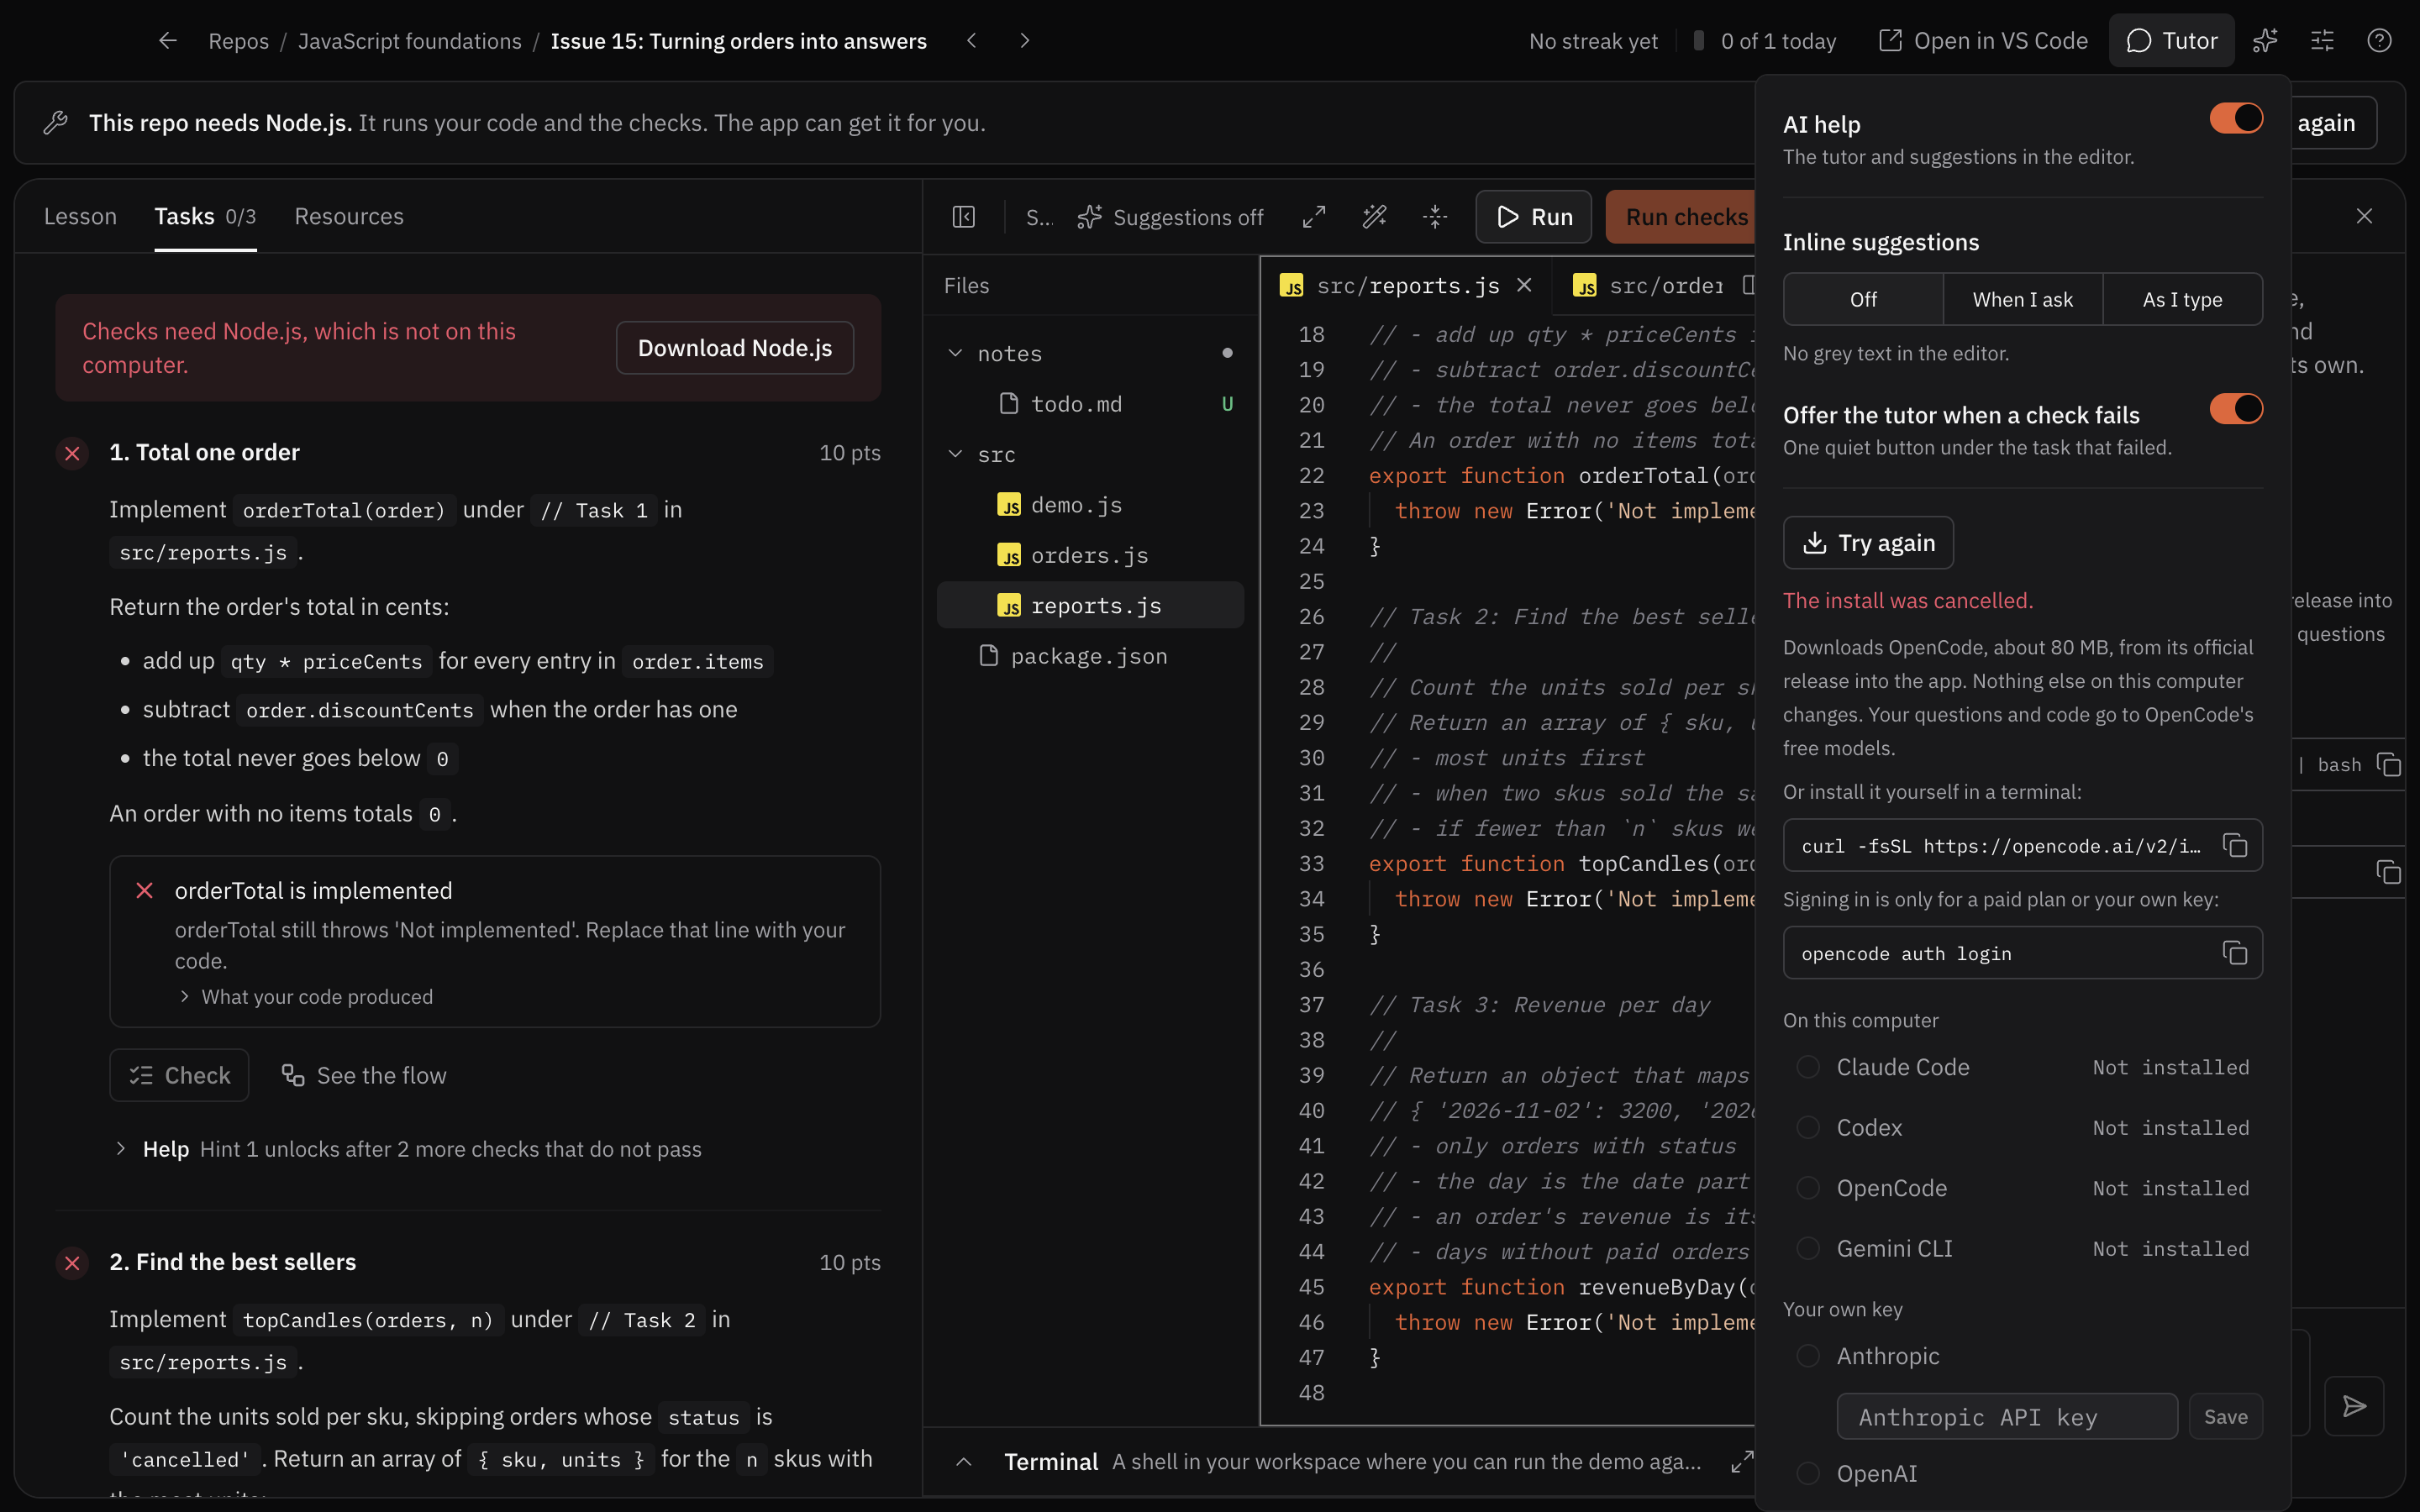 Repos / JavaScript foundations / Issue 15: Turning orders into answers
No streak yet
0 of 1 today
Open in VS Code
Tutor
This repo needs Node.js. It runs your code and the checks. The app can get it for you.
again
Lesson
Tasks 0/3
Resources
Checks need Node.js, which is not on this
computer.
Download Node.js
1. Total one order
10 pts
Implement orderTotal(order) under // Task 1 in
src/reports.js .
Return the order's total in cents:
• add up qty * priceCents for every entry in order.items
• subtract order.discountCents when the order has one
• the total never goes below 0
An order with no items totals 0 .
orderTotal is implemented
orderTotal still throws 'Not implemented'. Replace that line with your
code.
What your code produced
Check
See the flow
Help Hint 1 unlocks after 2 more checks that do not pass
2. Find the best sellers
10 pts
Implement topCandles(orders, n) under // Task 2 in
src/reports.js .
Count the units sold per sku, skipping orders whose status is
'cancelled' . Return an array of { sku, units } for the n skus with
S...
Suggestions off
Run
Run checks
Files
notes
todo.md
U
src
JS demo.js
JS orders.js
JS reports.js
package.json
JS src/reports.js
JS src/order
18 // - add up qty * priceCents
19 // - subtract order.discountCe
20 // - the total never goes belo
21 // An order with no items tota
22 export function orderTotal(ord
23 throw new Error('Not impleme
24 }
25
26 // Task 2: Find the best selle
27 //
28 // Count the units sold per s
29 // Return an array of { sku,
30 // - most units first
31 // - when two skus sold the sa
32 // - if fewer than `n` skus we
33 export function topCandles(ord
34 throw new Error('Not impleme
35 }
36
37 // Task 3: Revenue per day
38 //
39 // Return an object that maps
40 // { '2026-11-02': 3200, '202
41 // - only orders with status
42 // - the day is the date part
43 // - an order's revenue is its
44 // - days without paid orders
45 export function revenueByDay(
46 throw new Error('Not impleme
47 }
48
Terminal A shell in your workspace where you can run the demo aga...
AI help
The tutor and suggestions in the editor.
Inline suggestions
Off
When I ask
As I type
No grey text in the editor.
Offer the tutor when a check fails
One quiet button under the task that failed.
Try again
The install was cancelled.
Downloads OpenCode, about 80 MB, from its official
release into the app. Nothing else on this computer
changes. Your questions and code go to OpenCode's
free models.
Or install it yourself in a terminal:
curl -fsSL https://opencode.ai/v2/i…
Signing in is only for a paid plan or your own key:
opencode auth login
On this computer
Claude Code Not installed
Codex Not installed
OpenCode Not installed
Gemini CLI Not installed
Your own key
Anthropic
Anthropic API key
Save
OpenAI
ts own.
elease into
questions
| bash